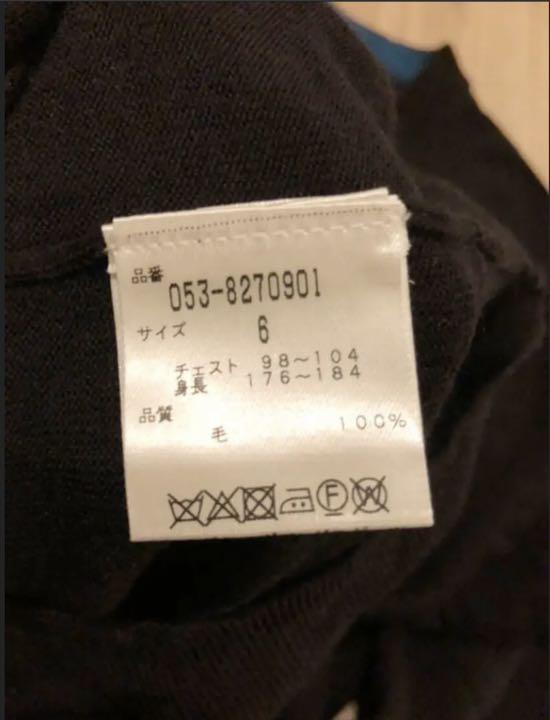 品番
053-8270901
サイズ 6
チェスト 98～104
身長 176～184
品質
毛 100%